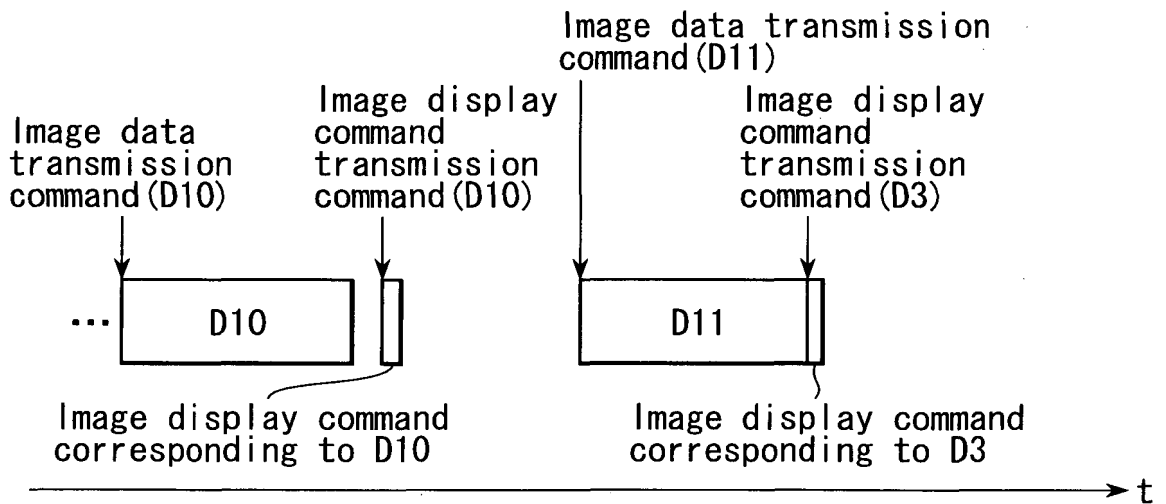 Image data transmission
command(D11)
Image data
transmission
command(D10)
Image display
command
transmission
command(D10)
Image display
command
transmission
command(D3)
...
D10
D11
Image display command
corresponding to D10
Image display command
corresponding to D3
t